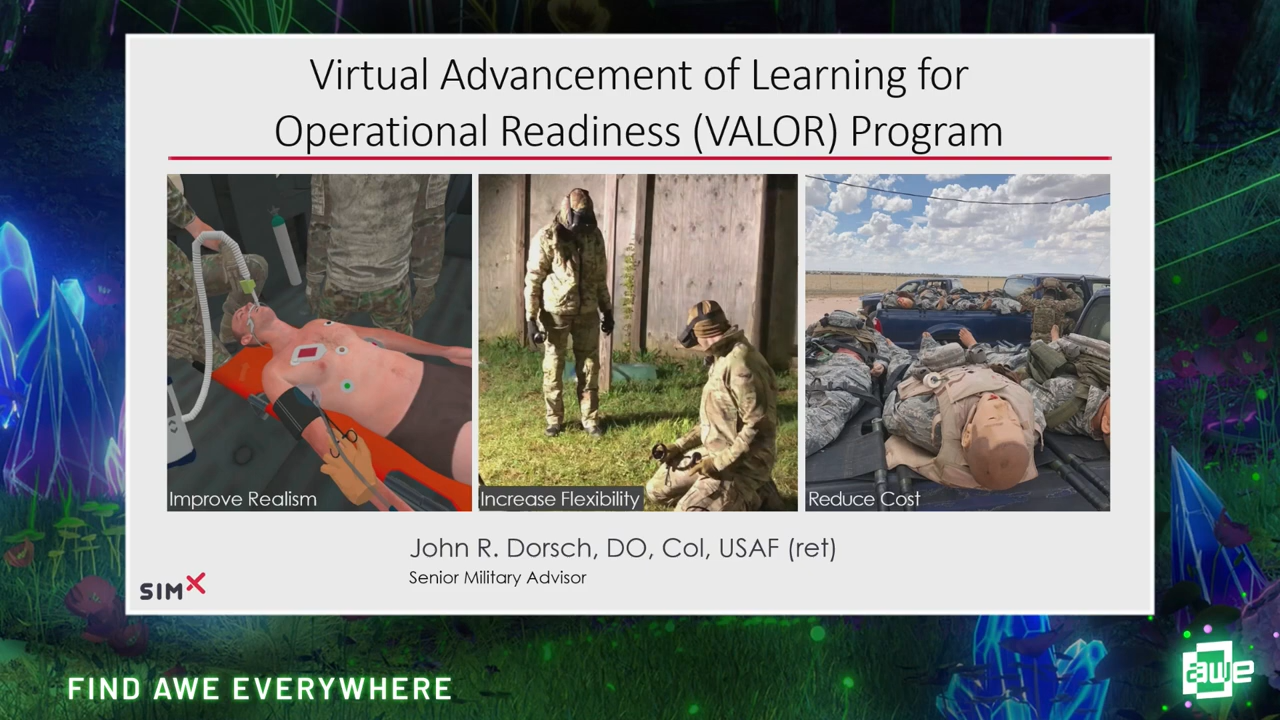 Virtual Advancement of Learning for
Operational Readiness (VALOR) Program
Improve Realism
Increase Flexibility
Reduce Cost
John R. Dorsch, DO, Col, USAF (ret)
Senior Military Advisor
SIMX
FIND AWE EVERYWHERE
awe